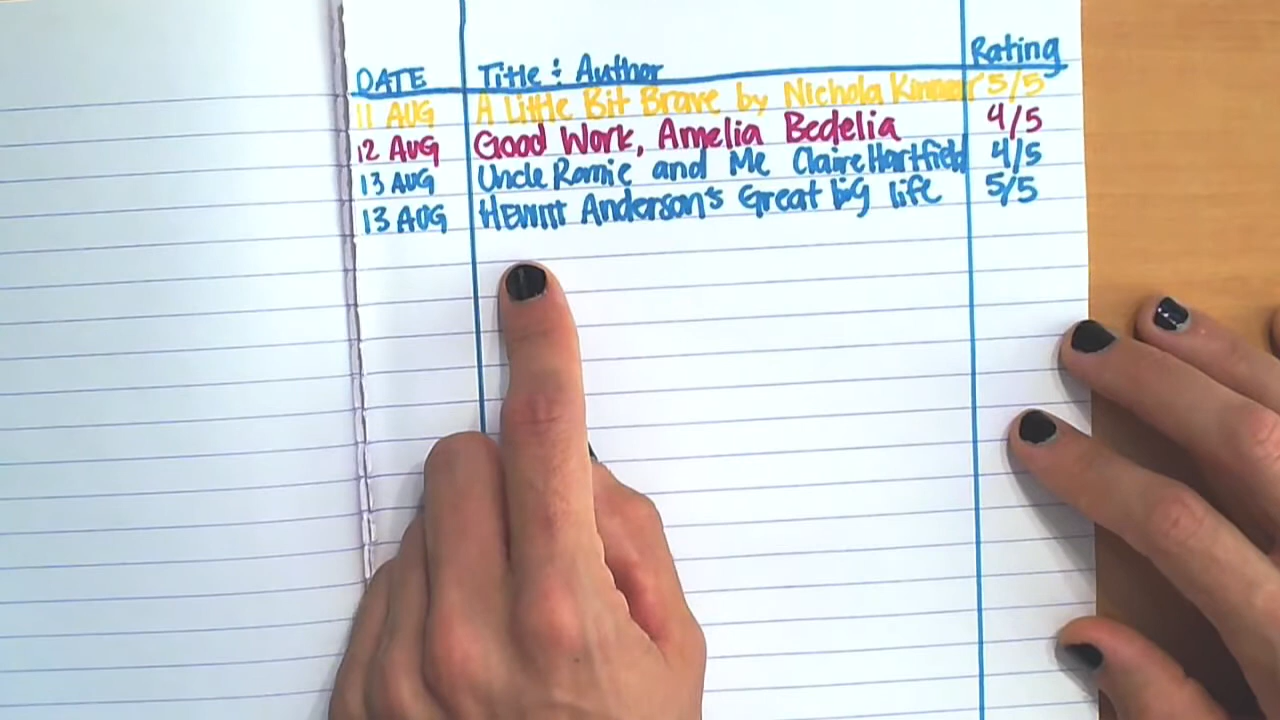 DATE Title + Author Rating
11 AUG A Little Bit Brave by Nichola Kinnear 5/5
12 AUG Good Work, Amelia Bedelia 4/5
13 AUG Uncle Romie and Me Claire Hartfield 4/5
13 AUG Hewitt Anderson's Great big life 5/5